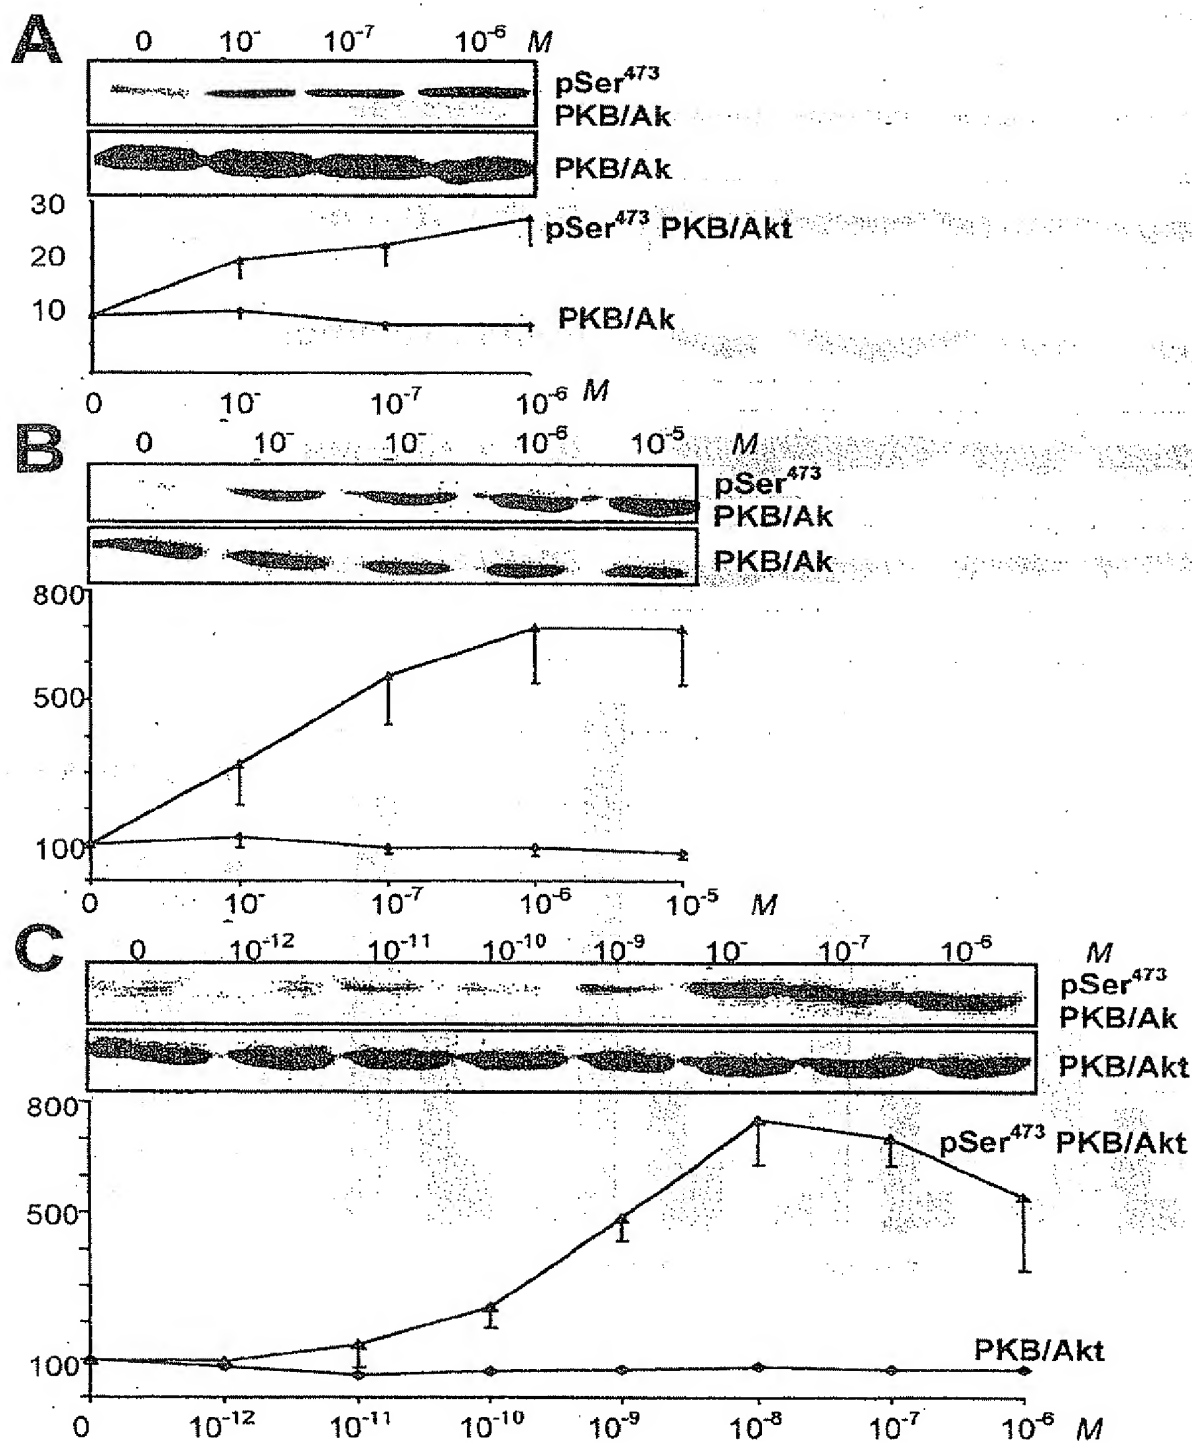 A
0 10⁻ 10⁻⁷ 10⁻⁶ M
pSer⁴⁷³
PKB/Ak
PKB/Ak
30
20
10
pSer⁴⁷³ PKB/Akt
PKB/Ak
0 10⁻ 10⁻⁷ 10⁻⁶ M
B
0 10⁻ 10⁻ 10⁻⁶ 10⁻⁵ M
pSer⁴⁷³
PKB/Ak
PKB/Ak
800
500
100
0 10⁻ 10⁻⁷ 10⁻⁶ 10⁻⁵ M
C
0 10⁻¹² 10⁻¹¹ 10⁻¹⁰ 10⁻⁹ 10⁻ 10⁻⁷ 10⁻⁶ M
pSer⁴⁷³
PKB/Ak
PKB/Akt
800
500
100
pSer⁴⁷³ PKB/Akt
PKB/Akt
0 10⁻¹² 10⁻¹¹ 10⁻¹⁰ 10⁻⁹ 10⁻⁸ 10⁻⁷ 10⁻⁶ M